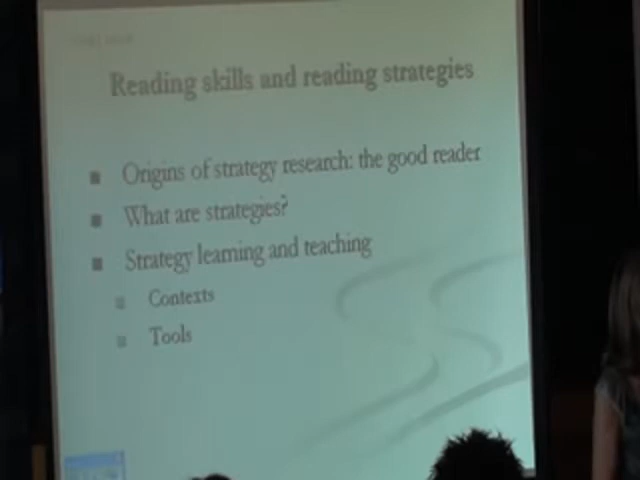 Reading skills and reading strategies
Origins of strategy research: the good reader
What are strategies?
Strategy learning and teaching
Contexts
Tools